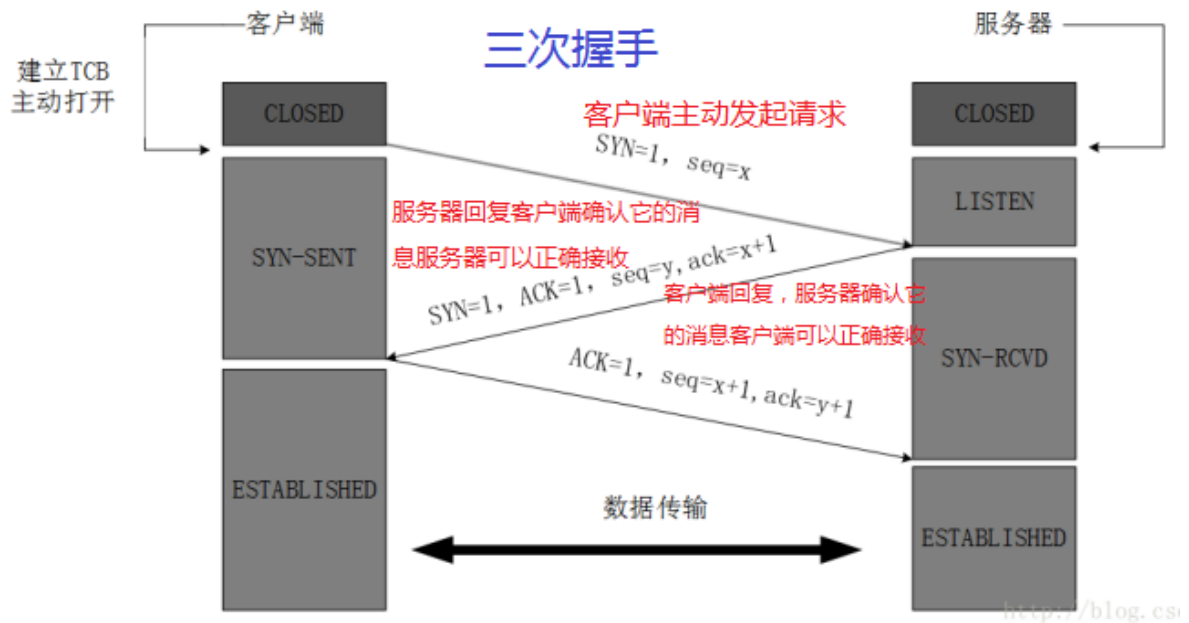 客户端
服务器
三次握手
建立TCB
主动打开
CLOSED
CLOSED
客户端主动发起请求
SYN=1, seq=x
LISTEN
服务器回复客户端确认它的消
息服务器可以正确接收
SYN-SENT
SYN=1, ACK=1, seq=y,ack=x+1
客户端回复，服务器确认它
的消息客户端可以正确接收
SYN-RCVD
ACK=1, seq=x+1,ack=y+1
ESTABLISHED
数据传输
ESTABLISHED
http://blog.csd